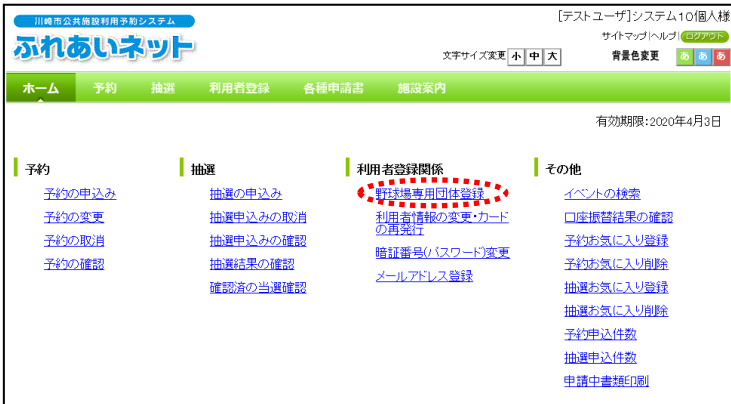 川崎市公共施設利用予約システム
ふれあいネット
[テストユーザ]システム10個人様
サイトマップ|ヘルプ|ログアウト
文字サイズ変更 小 中 大 背景色変更 あ あ あ
ホーム 予約 抽選 利用者登録 各種申請書 施設案内
有効期限:2020年4月3日
予約
予約の申込み
予約の変更
予約の取消
予約の確認
抽選
抽選の申込み
抽選申込みの取消
抽選申込みの確認
抽選結果の確認
確認済の当選確認
利用者登録関係
野球場専用団体登録
利用者情報の変更・カード
の再発行
暗証番号(パスワード)変更
メールアドレス登録
その他
イベントの検索
口座振替結果の確認
予約お気に入り登録
予約お気に入り削除
抽選お気に入り登録
抽選お気に入り削除
予約申込件数
抽選申込件数
申請中書類印刷